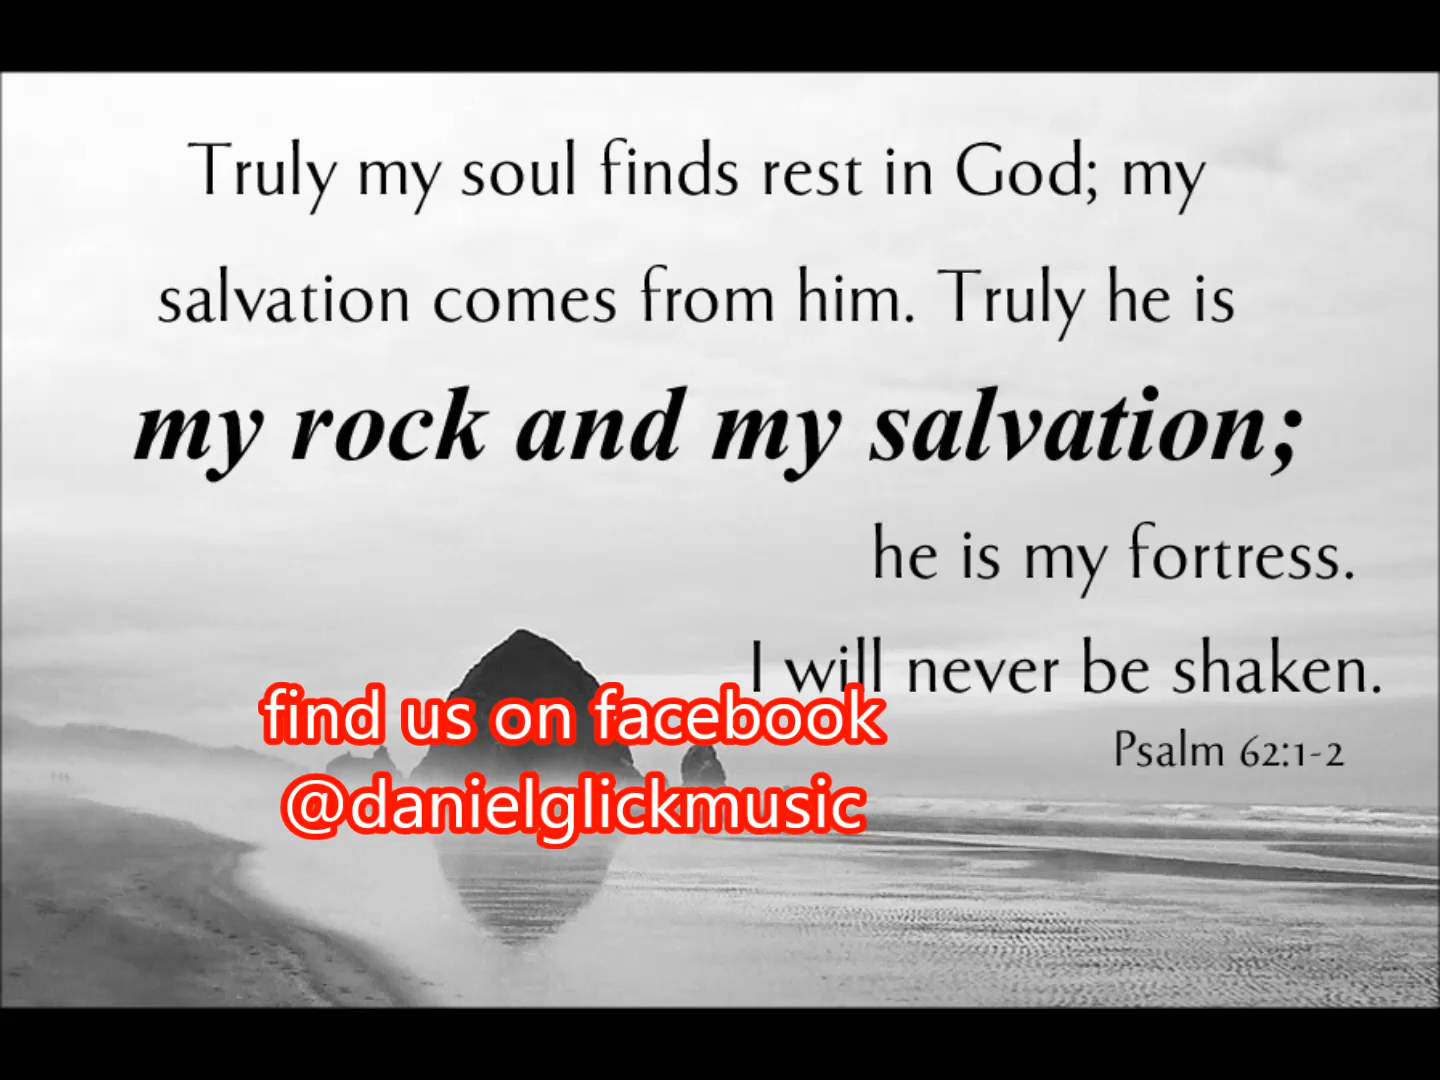 Truly my soul finds rest in God; my
salvation comes from him. Truly he is
my rock and my salvation;
he is my fortress.
I will never be shaken.
Psalm 62:1-2
find us on facebook
@danielglickmusic